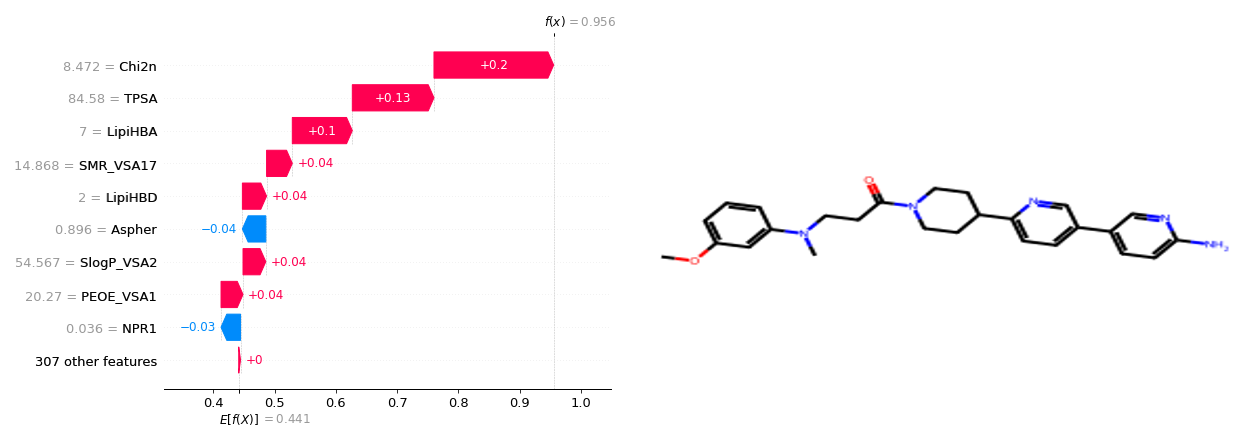 f(x) = 0.956
8.472 = Chi2n
+0.2
84.58 = TPSA
+0.13
7 = LipiHBA
+0.1
14.868 = SMR_VSA17
+0.04
2 = LipiHBD
+0.04
0.896 = Aspher
−0.04
54.567 = SlogP_VSA2
+0.04
20.27 = PEOE_VSA1
+0.04
0.036 = NPR1
−0.03
307 other features
+0
0.4 0.5 0.6 0.7 0.8 0.9 1.0
E[f(X)] = 0.441
O
N
N
O
N
N
NH₂